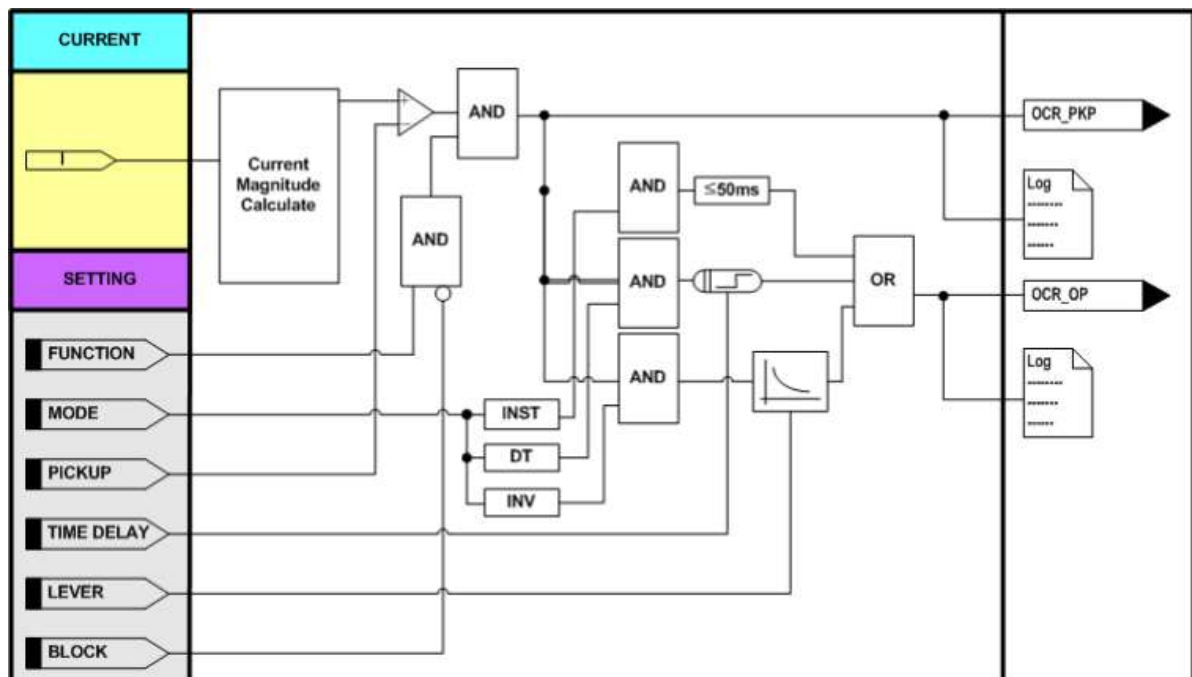 CURRENT
I
SETTING
FUNCTION
MODE
PICKUP
TIME DELAY
LEVER
BLOCK
Current
Magnitude
Calculate
+
−
AND
AND
AND
≤50ms
AND
AND
INST
DT
INV
OR
OCR_PKP
Log
OCR_OP
Log